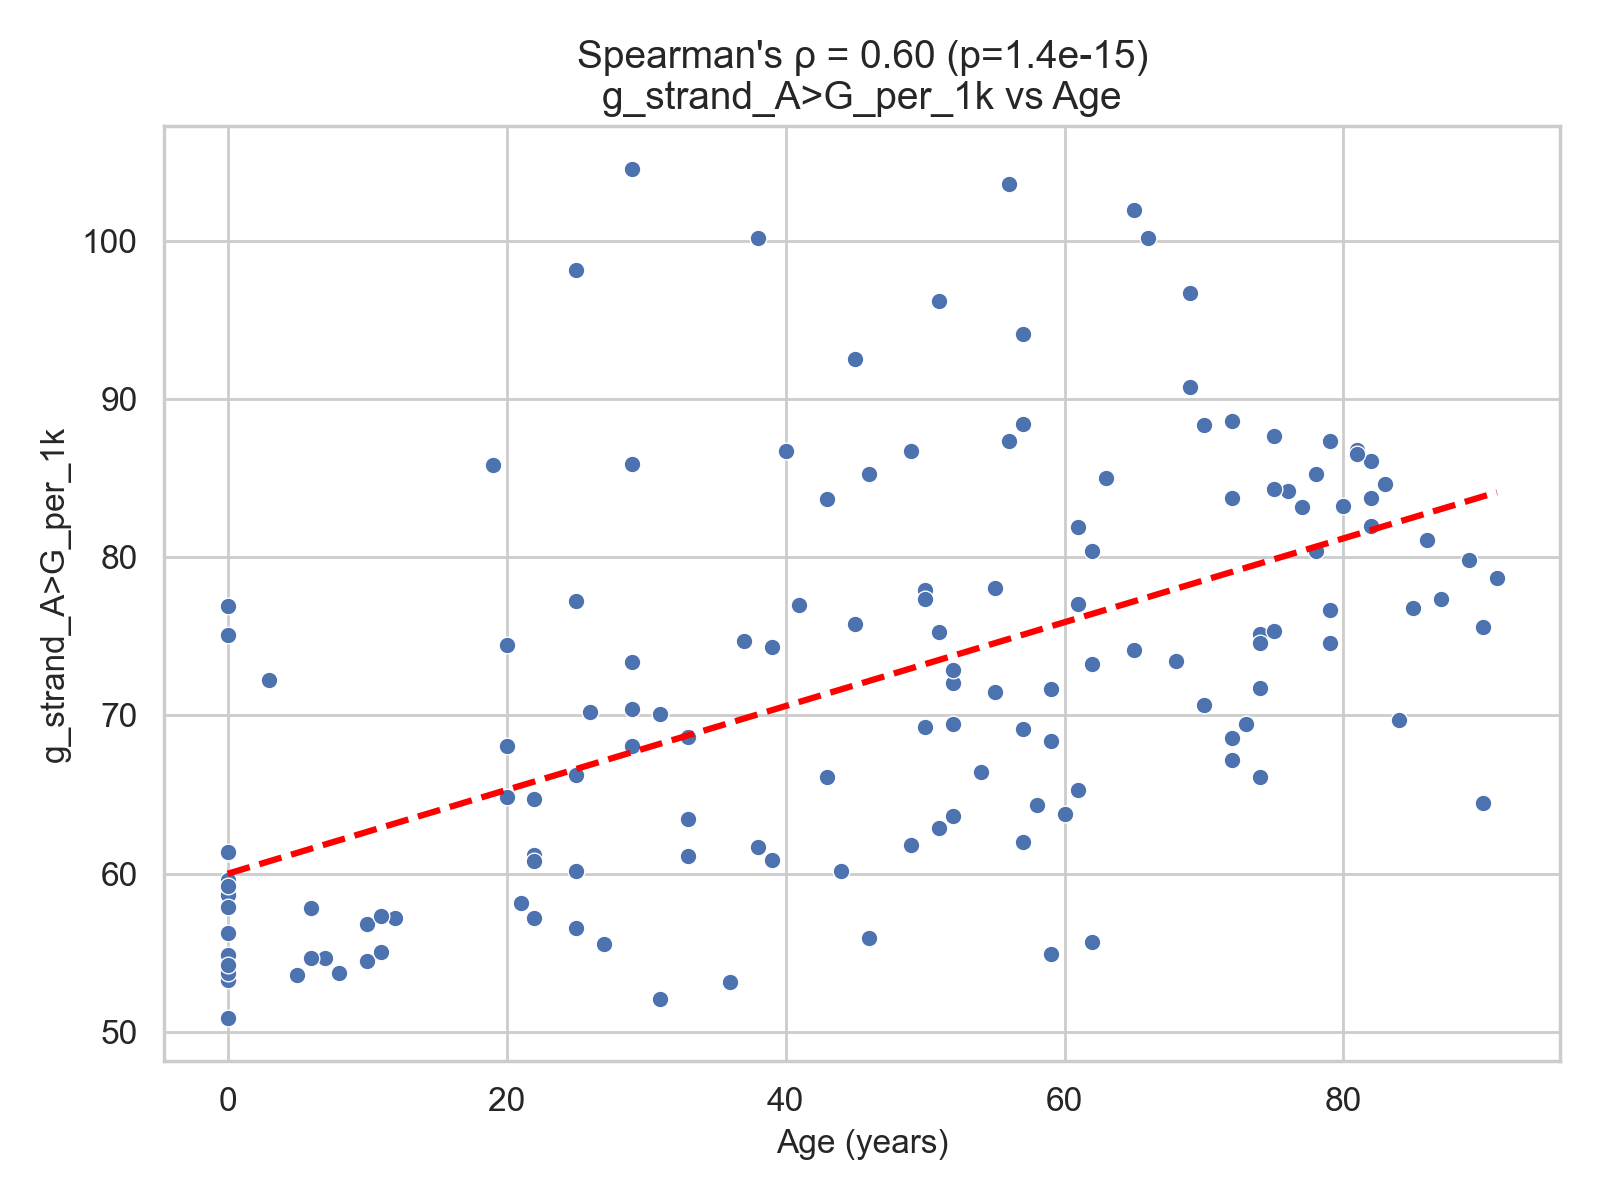 Spearman's ρ = 0.60 (p=1.4e-15)
g_strand_A>G_per_1k vs Age
g_strand_A>G_per_1k
100
90
80
70
60
50
0
20
40
60
80
Age (years)